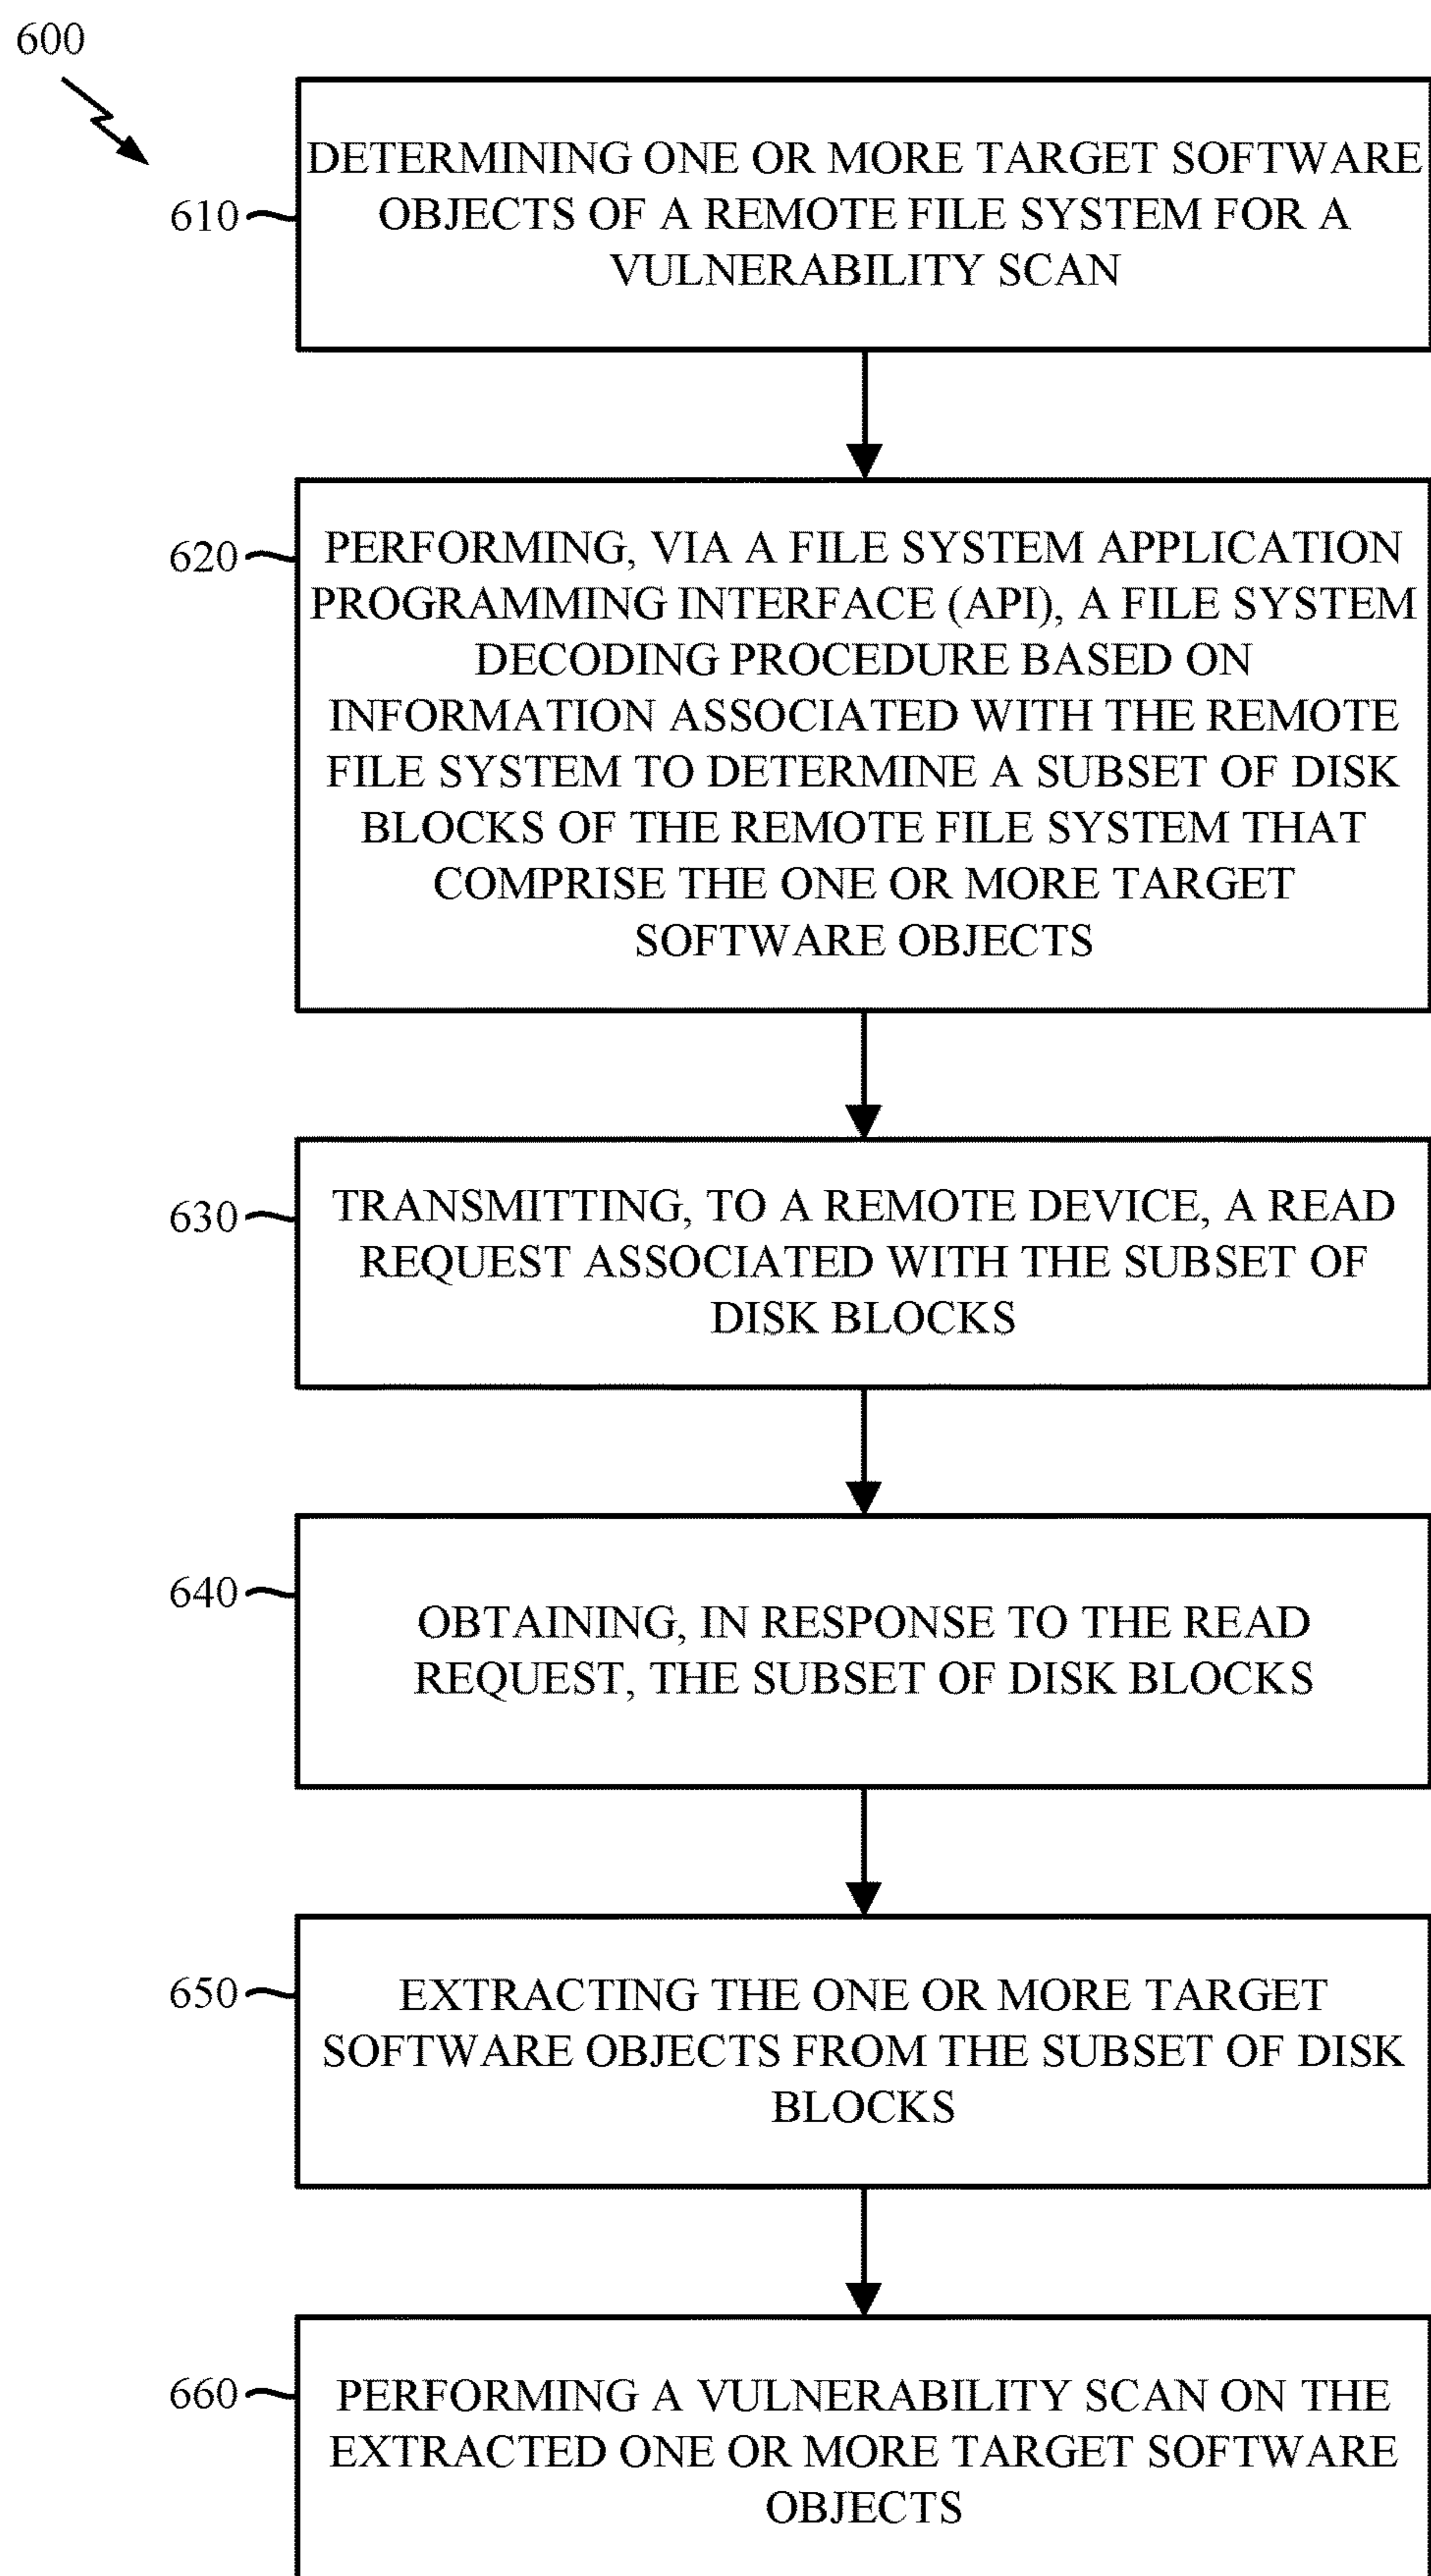 600
610
DETERMINING ONE OR MORE TARGET SOFTWARE
OBJECTS OF A REMOTE FILE SYSTEM FOR A
VULNERABILITY SCAN
620
PERFORMING, VIA A FILE SYSTEM APPLICATION
PROGRAMMING INTERFACE (API), A FILE SYSTEM
DECODING PROCEDURE BASED ON
INFORMATION ASSOCIATED WITH THE REMOTE
FILE SYSTEM TO DETERMINE A SUBSET OF DISK
BLOCKS OF THE REMOTE FILE SYSTEM THAT
COMPRISE THE ONE OR MORE TARGET
SOFTWARE OBJECTS
630
TRANSMITTING, TO A REMOTE DEVICE, A READ
REQUEST ASSOCIATED WITH THE SUBSET OF
DISK BLOCKS
640
OBTAINING, IN RESPONSE TO THE READ
REQUEST, THE SUBSET OF DISK BLOCKS
650
EXTRACTING THE ONE OR MORE TARGET
SOFTWARE OBJECTS FROM THE SUBSET OF DISK
BLOCKS
660
PERFORMING A VULNERABILITY SCAN ON THE
EXTRACTED ONE OR MORE TARGET SOFTWARE
OBJECTS